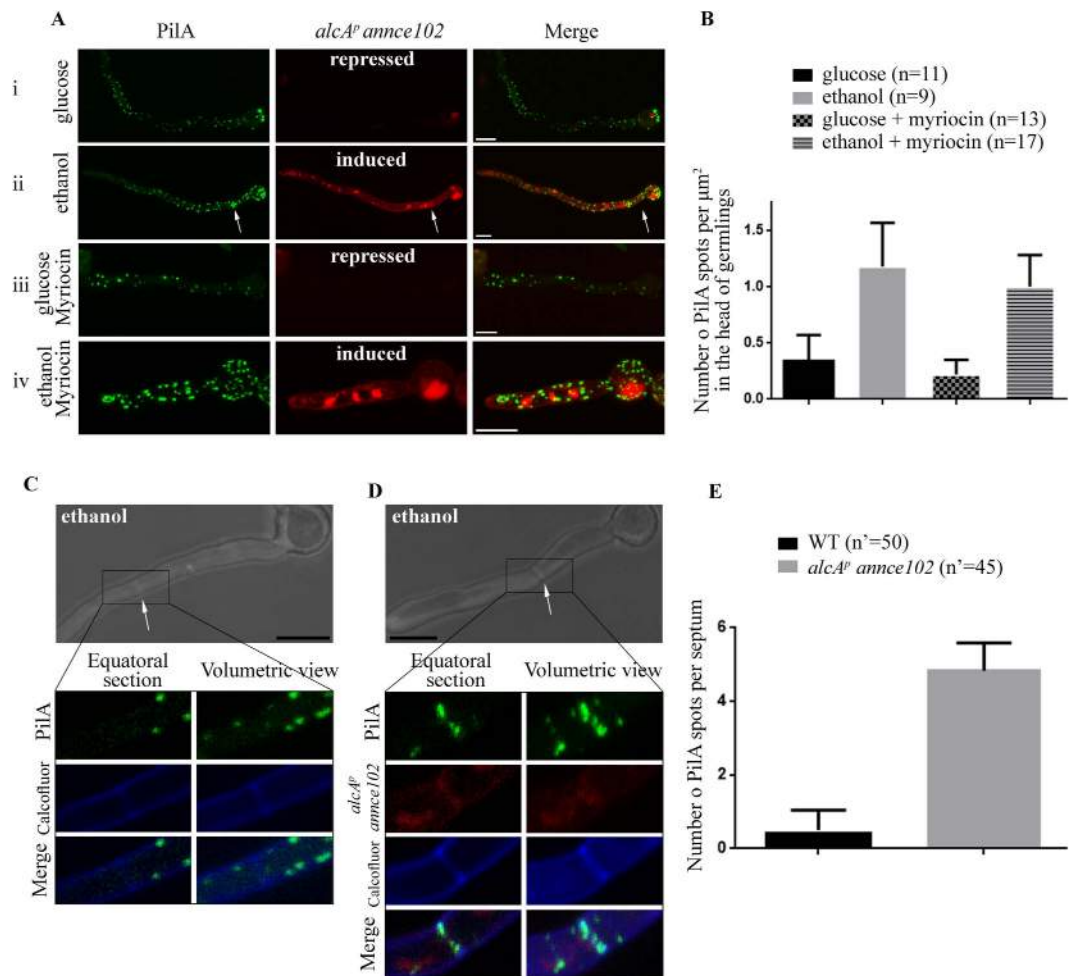 A
PilA
alcAᵖ annce102
Merge
i
glucose
repressed
ii
ethanol
induced
iii
glucose
Myriocin
repressed
iv
ethanol
Myriocin
induced
B
glucose (n=11)
ethanol (n=9)
glucose + myriocin (n=13)
ethanol + myriocin (n=17)
Number o PilA spots per µm²
in the head of germlings
1.5
1.0
0.5
0.0
C
ethanol
Equatoral
section
Volumetric view
PilA
Calcofluor
Merge
D
ethanol
Equatoral
section
Volumetric view
PilA
alcAᵖ
annce102
Calcofluor
Merge
E
WT (n’=50)
alcAᵖ annce102 (n’=45)
Number o PilA spots per septum
6
4
2
0